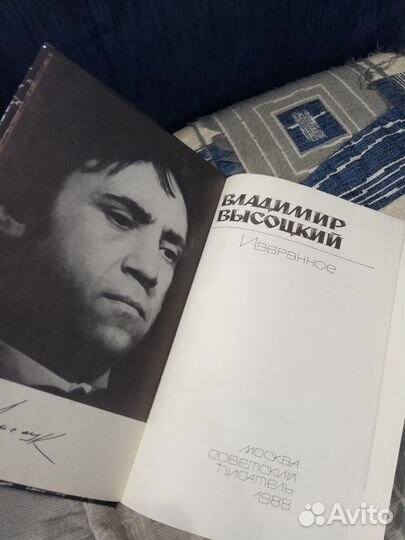 ВЛАДИМИР
ВЫСОЦКИЙ
Избранное
МОСКВА
СОВЕТСКИЙ
ПИСАТЕЛЬ
1988
Avito